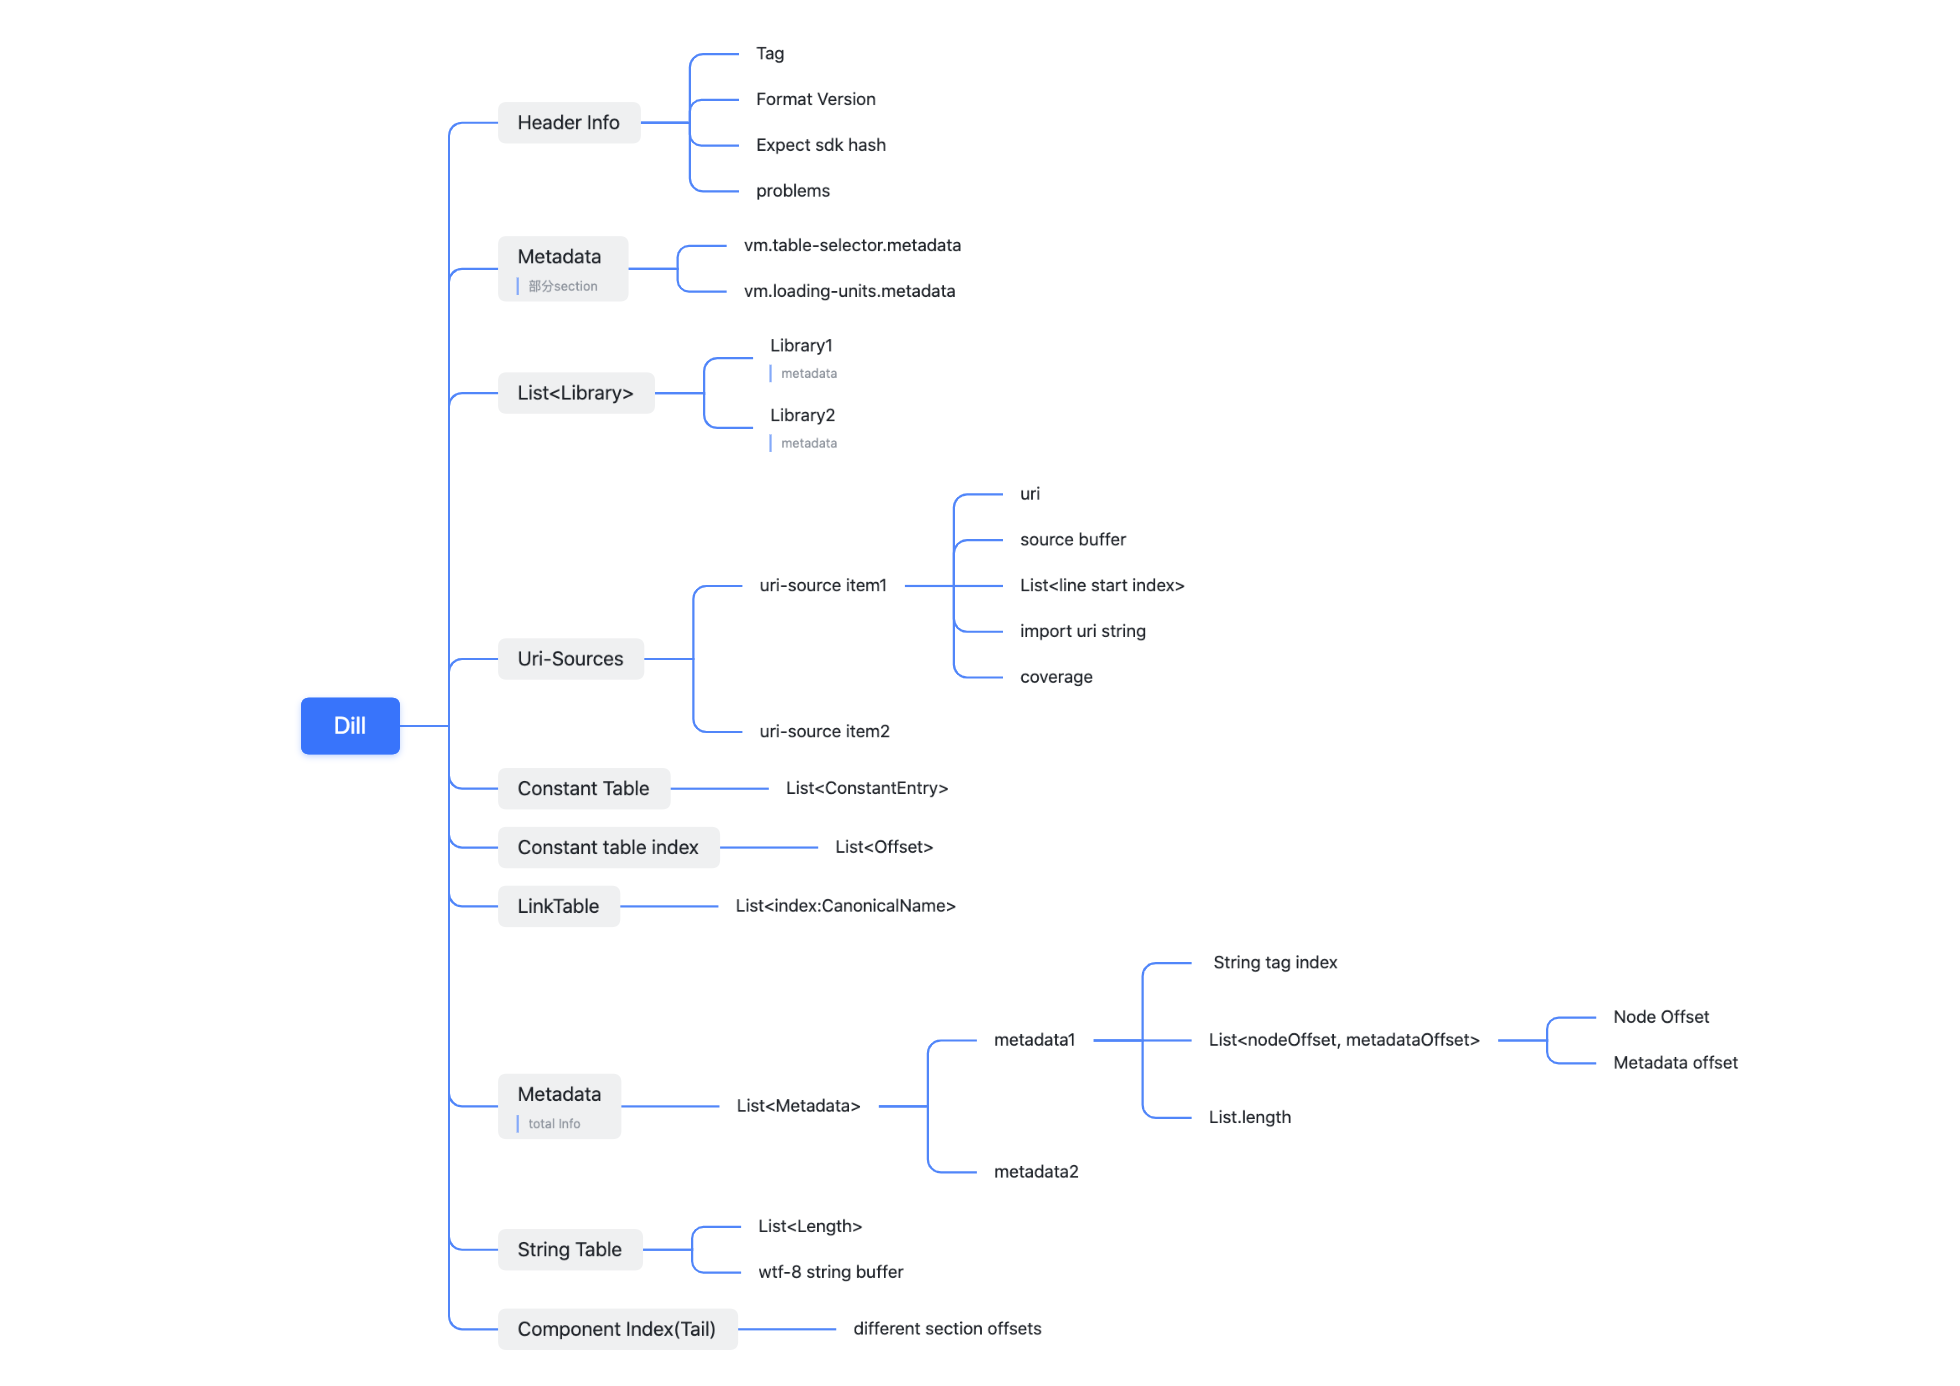 Dill
Header Info
Tag
Format Version
Expect sdk hash
problems
Metadata
部分section
vm.table-selector.metadata
vm.loading-units.metadata
List<Library>
Library1
metadata
Library2
metadata
Uri-Sources
uri-source item1
uri
source buffer
List<line start index>
import uri string
coverage
uri-source item2
Constant Table
List<ConstantEntry>
Constant table index
List<Offset>
LinkTable
List<index:CanonicalName>
Metadata
total Info
List<Metadata>
metadata1
String tag index
List<nodeOffset, metadataOffset>
Node Offset
Metadata offset
List.length
metadata2
String Table
List<Length>
wtf-8 string buffer
Component Index(Tail)
different section offsets